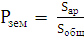 Pзем = Sар / Sобщ